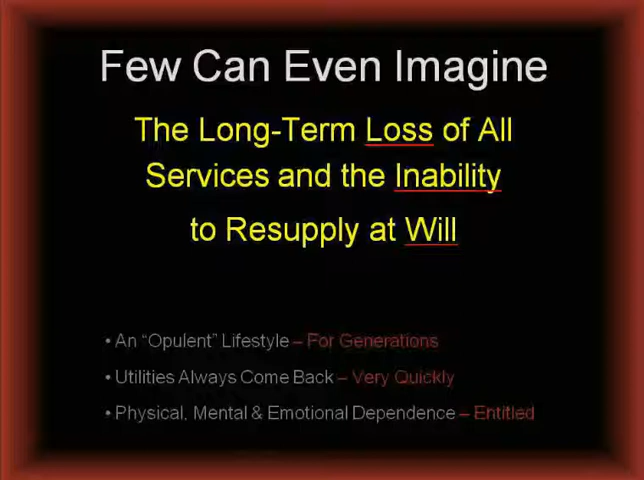 Few Can Even Imagine
The Long-Term Loss of All
Services and the Inability
to Resupply at Will
• An “Opulent” Lifestyle – For Generations
• Utilities Always Come Back – Very Quickly
• Physical, Mental & Emotional Dependence – Entitled